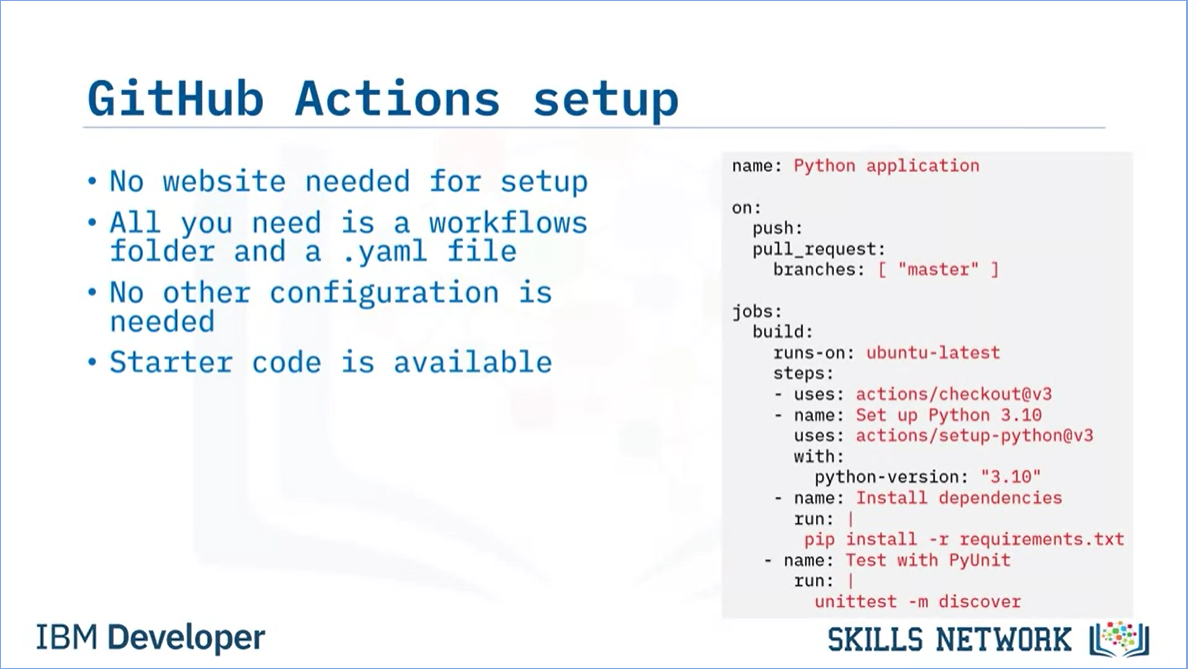 GitHub Actions setup
• No website needed for setup
• All you need is a workflows
folder and a .yaml file
• No other configuration is
needed
• Starter code is available
name: Python application
on:
  push:
  pull_request:
    branches: [ "master" ]
jobs:
  build:
    runs-on: ubuntu-latest
    steps:
    - uses: actions/checkout@v3
    - name: Set up Python 3.10
      uses: actions/setup-python@v3
      with:
        python-version: "3.10"
    - name: Install dependencies
      run: |
       pip install -r requirements.txt
   - name: Test with PyUnit
      run: |
        unittest -m discover
IBM Developer
SKILLS NETWORK